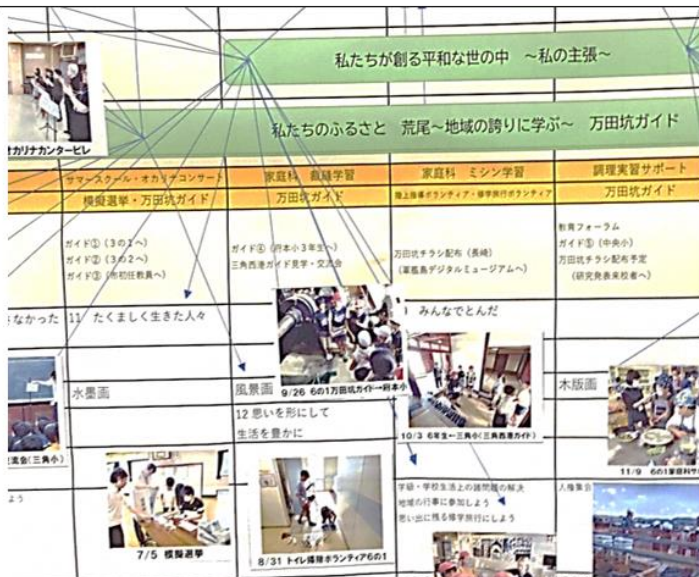 私たちが創る平和な世の中 ～私の主張～
私たちのふるさと 荒尾～地域の誇りに学ぶ～ 万田坑ガイド
オカリナカンタービレ
サマースクール・オカリナコンサート
家庭科 裁縫学習
家庭科 ミシン学習
調理実習サポート
模擬選挙・万田坑ガイド
万田坑ガイド
陸上指導ボランティア・修学旅行ボランティア
万田坑ガイド
ガイド①（3の1へ）
ガイド②（3の2へ）
ガイド③（市初任教員へ）
ガイド④（府本小3年生へ）
三角西港ガイド見学・交流会
万田坑チラシ配布（長崎）
（軍艦島デジタルミュージアムへ）
教育フォーラム
ガイド⑤（中央小）
万田坑チラシ配布予定
（研究発表来校者へ）
さなかった
11 たくましく生きた人々
みんなでとんだ
水墨画
風景画
9/26 6の1万田坑ガイド→府本小
木版画
12 思いを形にして
生活を豊かに
10/3 6年生←三角小（三角西港ガイド）
流会（三角小）
11/9 6の1家庭科サ
よう
学級・学校生活上の諸問題の解決
地域の行事に参加しよう
思い出に残る修学旅行にしよう
人権集会
7/5 模擬選挙
8/31 トイレ掃除ボランティア6の1